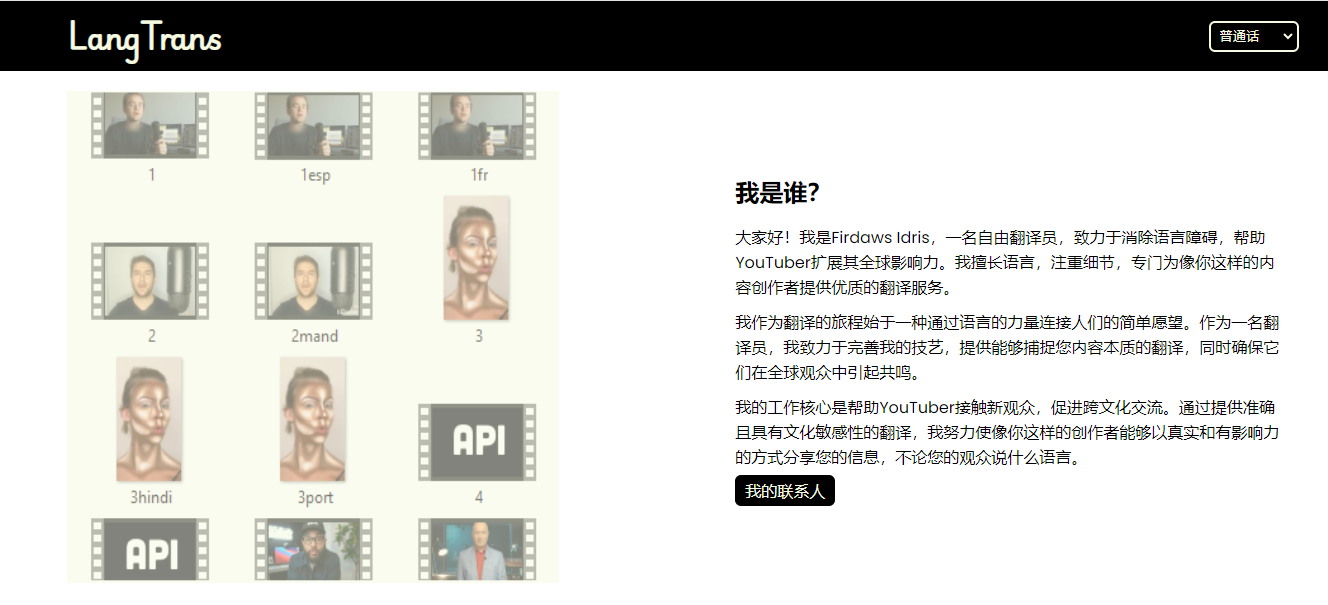 LangTrans
普通话
1
1esp
1fr
2
2mand
3
3hindi
3port
API
4
API
我是谁？
大家好！我是Firdaws Idris，一名自由翻译员，致力于消除语言障碍，帮助
YouTuber扩展其全球影响力。我擅长语言，注重细节，专门为像你这样的内
容创作者提供优质的翻译服务。
我作为翻译的旅程始于一种通过语言的力量连接人们的简单愿望。作为一名翻
译员，我致力于完善我的技艺，提供能够捕捉您内容本质的翻译，同时确保它
们在全球观众中引起共鸣。
我的工作核心是帮助YouTuber接触新观众，促进跨文化交流。通过提供准确
且具有文化敏感性的翻译，我努力使像你这样的创作者能够以真实和有影响力
的方式分享您的信息，不论您的观众说什么语言。
我的联系人